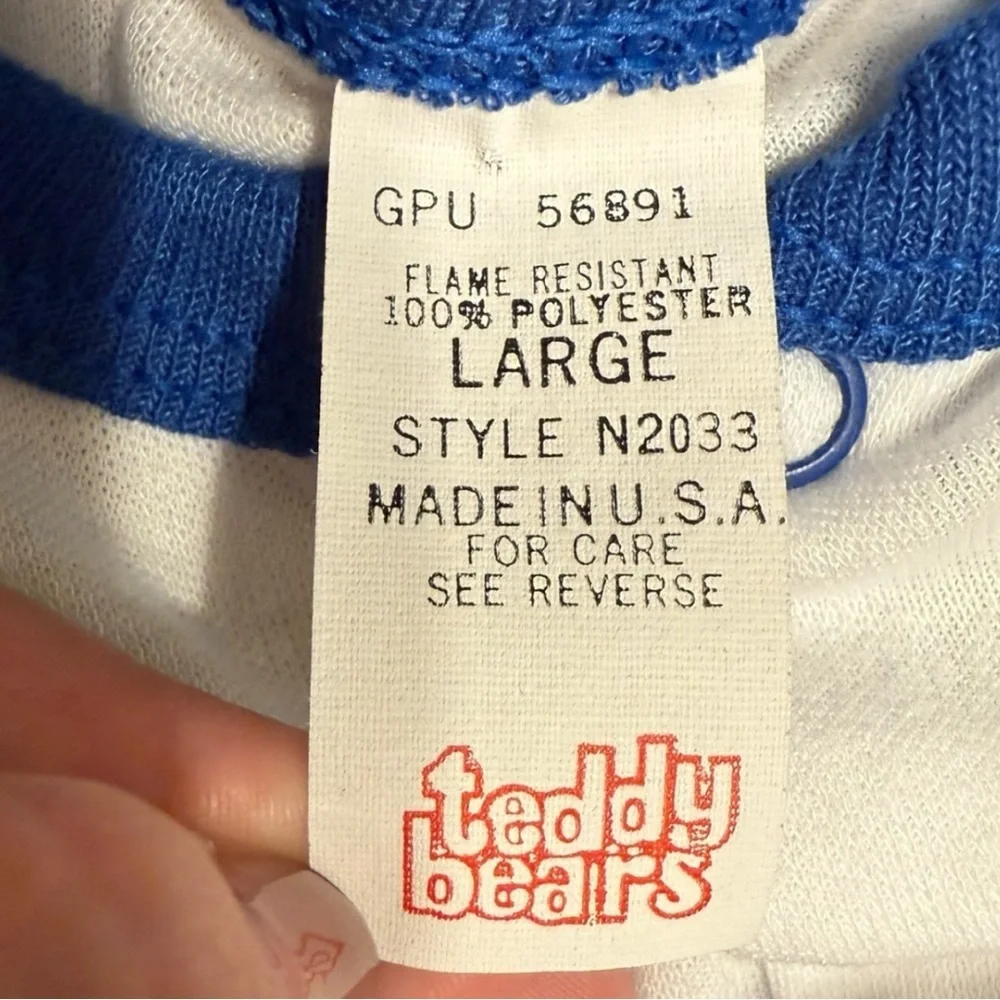 GPU 56891
FLAME RESISTANT
100% POLYESTER
LARGE
STYLE N2033
MADE IN U.S.A.
FOR CARE
SEE REVERSE
teddy
bears